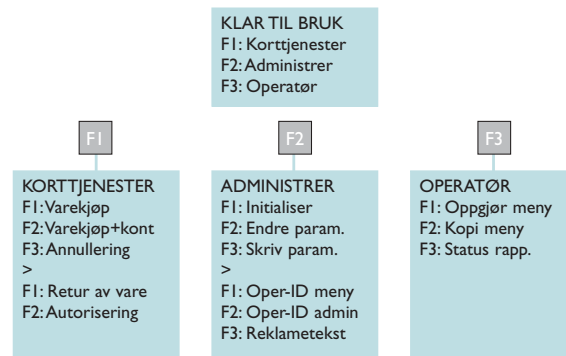 KLAR TIL BRUK
F1: Korttjenester
F2: Administrer
F3: Operatør
F1
F2
F3
KORTTJENESTER
F1: Varekjøp
F2: Varekjøp+kont
F3: Annullering
>
F1: Retur av vare
F2: Autorisering
ADMINISTRER
F1: Initialiser
F2: Endre param.
F3: Skriv param.
>
F1: Oper-ID meny
F2: Oper-ID admin
F3: Reklametekst
OPERATØR
F1: Oppgjør meny
F2: Kopi meny
F3: Status rapp.